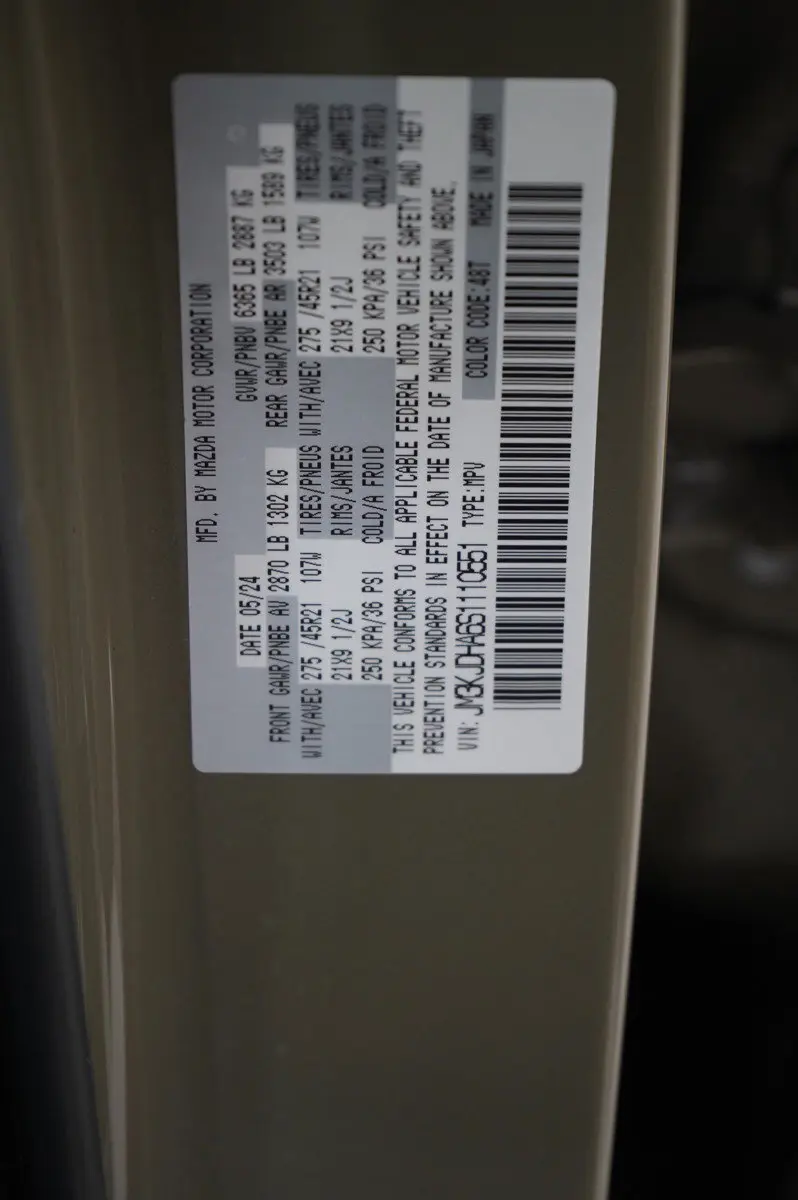 MFD. BY MAZDA MOTOR CORPORATION
DATE 05/24 GVWR/PNBV 6365 LB 2887 KG
FRONT GAWR/PNBE AV 2870 LB 1302 KG REAR GAWR/PNBE AR 3503 LB 1589 KG
WITH/AVEC 275 /45R21 107W TIRES/PNEUS WITH/AVEC 275 /45R21 107W TIRES/PNEUS
21X9 1/2J RIMS/JANTES 21X9 1/2J RIMS/JANTES
250 KPA/36 PSI COLD/A FROID 250 KPA/36 PSI COLD/A FROID
THIS VEHICLE CONFORMS TO ALL APPLICABLE FEDERAL MOTOR VEHICLE SAFETY AND THEFT
PREVENTION STANDARDS IN EFFECT ON THE DATE OF MANUFACTURE SHOWN ABOVE.
VIN: JM3KJDHA6S1110551 TYPE:MPV COLOR CODE:48T MADE IN JAPAN